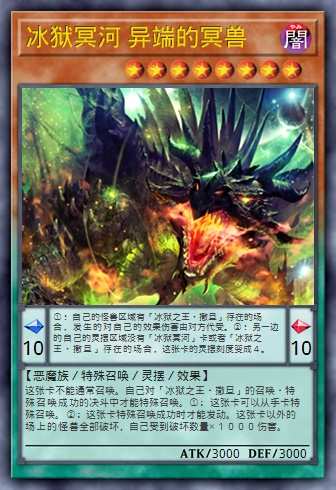 冰狱冥河 异端的冥兽
闇
①：自己的怪兽区域有「冰狱之王·撒旦」存在的场
合，发生的对自己的效果伤害由对方代受。②：另一边
的自己的灵摆区域没有「冰狱冥河」卡或者「冰狱之
王·撒旦」存在的场合，这张卡的灵摆刻度变成４。
10
10
【恶魔族／特殊召唤／灵摆／效果】
这张卡不能通常召唤。自己对「冰狱之王·撒旦」的召唤·特
殊召唤成功的决斗中才能特殊召唤。①：这张卡可以从手卡特
殊召唤。②：这张卡特殊召唤成功时才能发动。这张卡以外的
场上的怪兽全部破坏，自己受到破坏数量×１０００伤害。
ATK/3000 DEF/3000